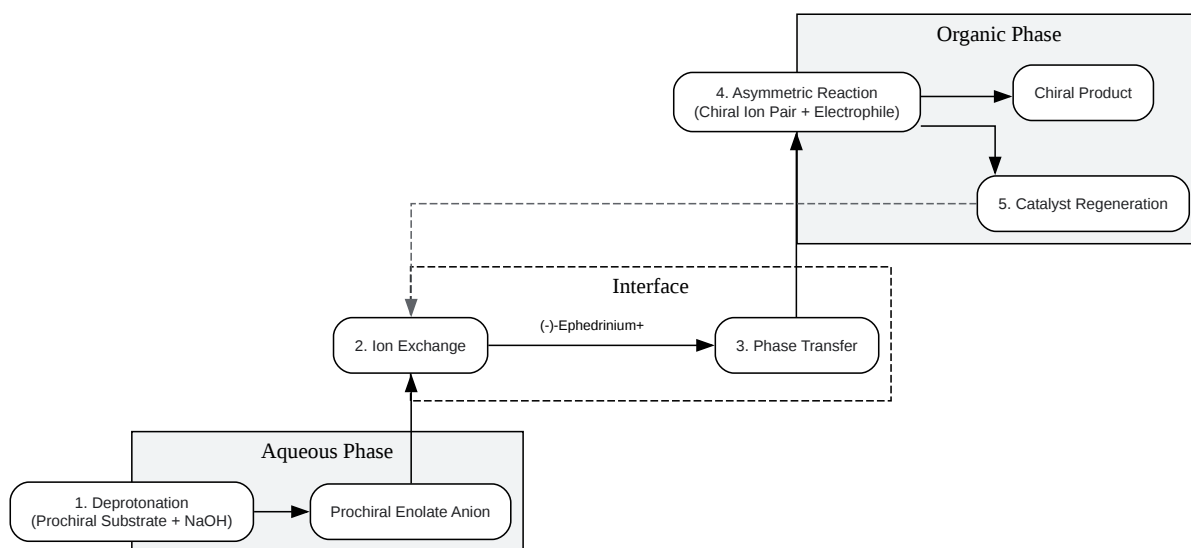 Organic Phase
4. Asymmetric Reaction
(Chiral Ion Pair + Electrophile)
Chiral Product
5. Catalyst Regeneration
Interface
2. Ion Exchange
(-)-Ephedrinium+
3. Phase Transfer
Aqueous Phase
1. Deprotonation
(Prochiral Substrate + NaOH)
Prochiral Enolate Anion